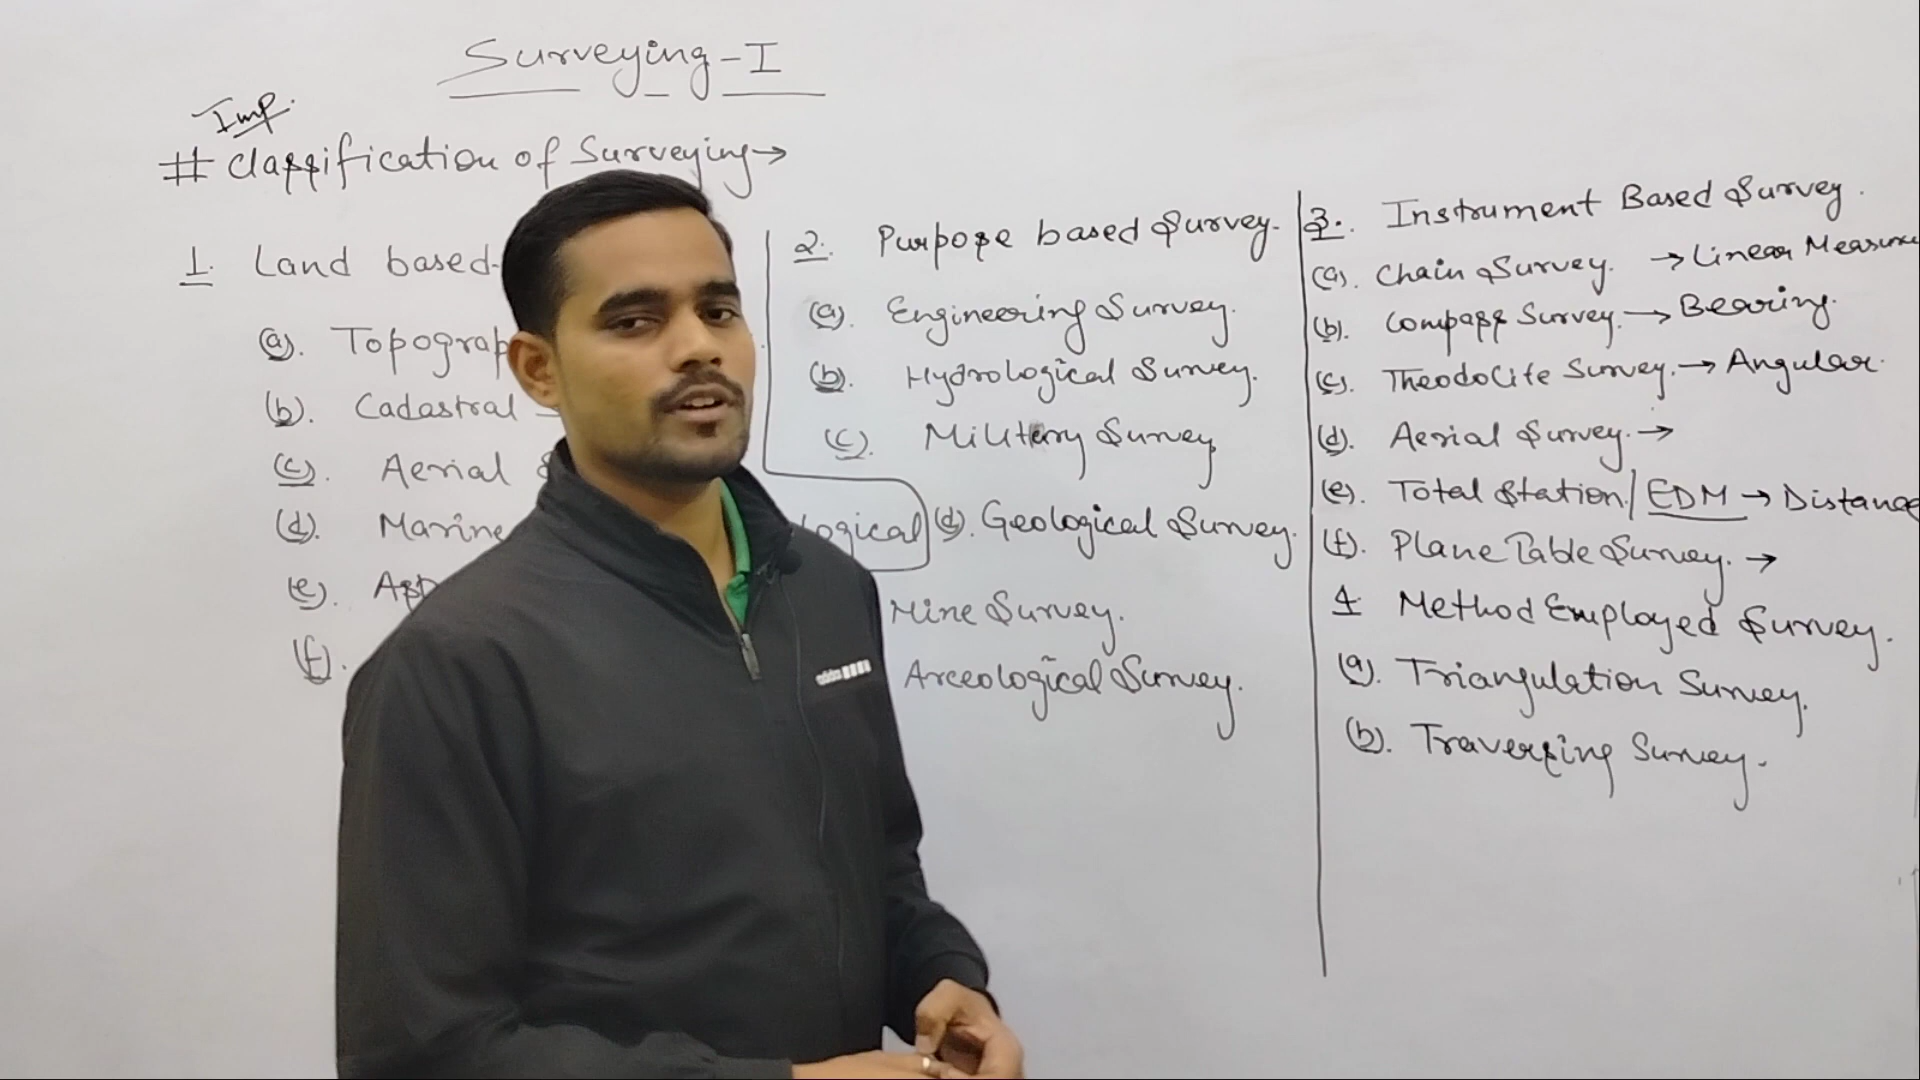 Surveying-I
Imp.
# Classification of Surveying→
1. Land based-
(a). Topograp
(b). Cadastral
(c). Aerial
(d). Marine
(e).
(f).
logical
2. Purpose based Survey.
(a). Engineering Survey.
(b). Hydrological Survey.
(c). Militery Survey
(d). Geological Survey.
Mine Survey.
Arceological Survey.
3. Instrument Based Survey.
(a). Chain Survey. → Linear Measure
(b). Compass Survey. → Bearing.
(c). Theodolite Survey. → Angular.
(d). Aerial Survey. →
(e). Total Station/EDM → Distance
(f). Plane Table Survey. →
4 Method Employed Survey.
(a). Triangulation Survey.
(b). Traversing Survey.
adidas